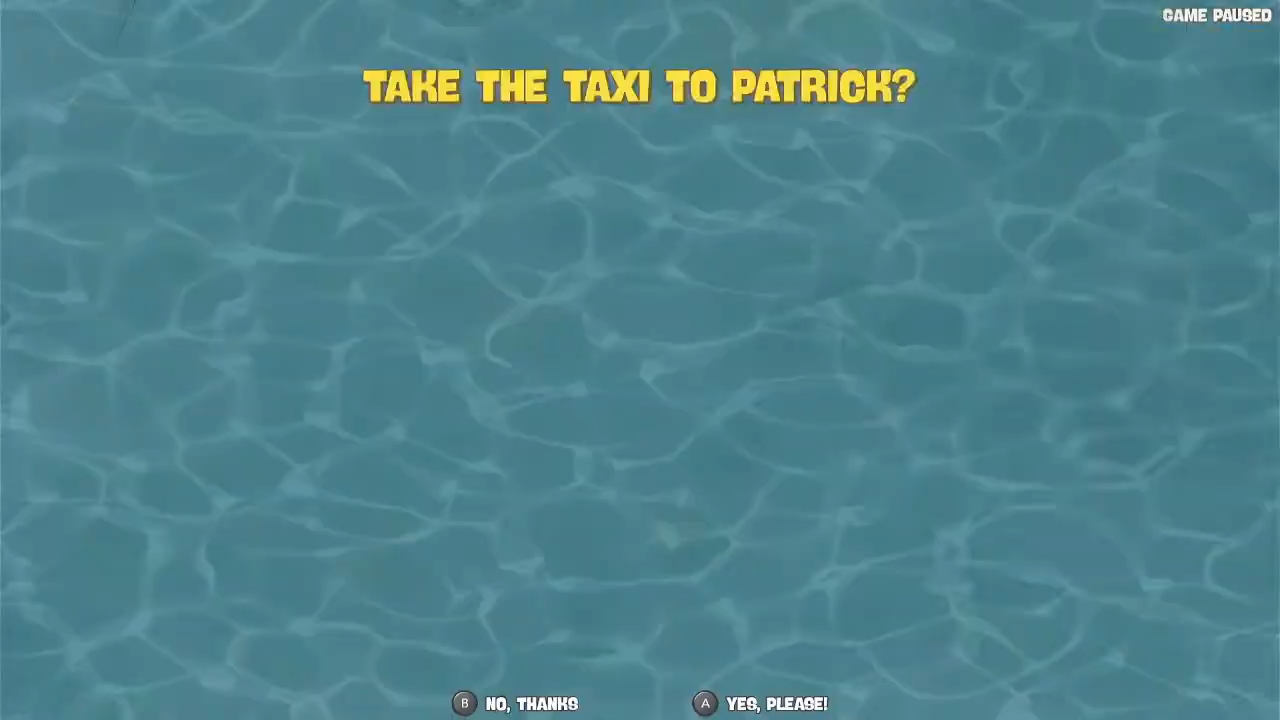 GAME PAUSED
TAKE THE TAXI TO PATRICK?
B NO, THANKS
A YES, PLEASE!